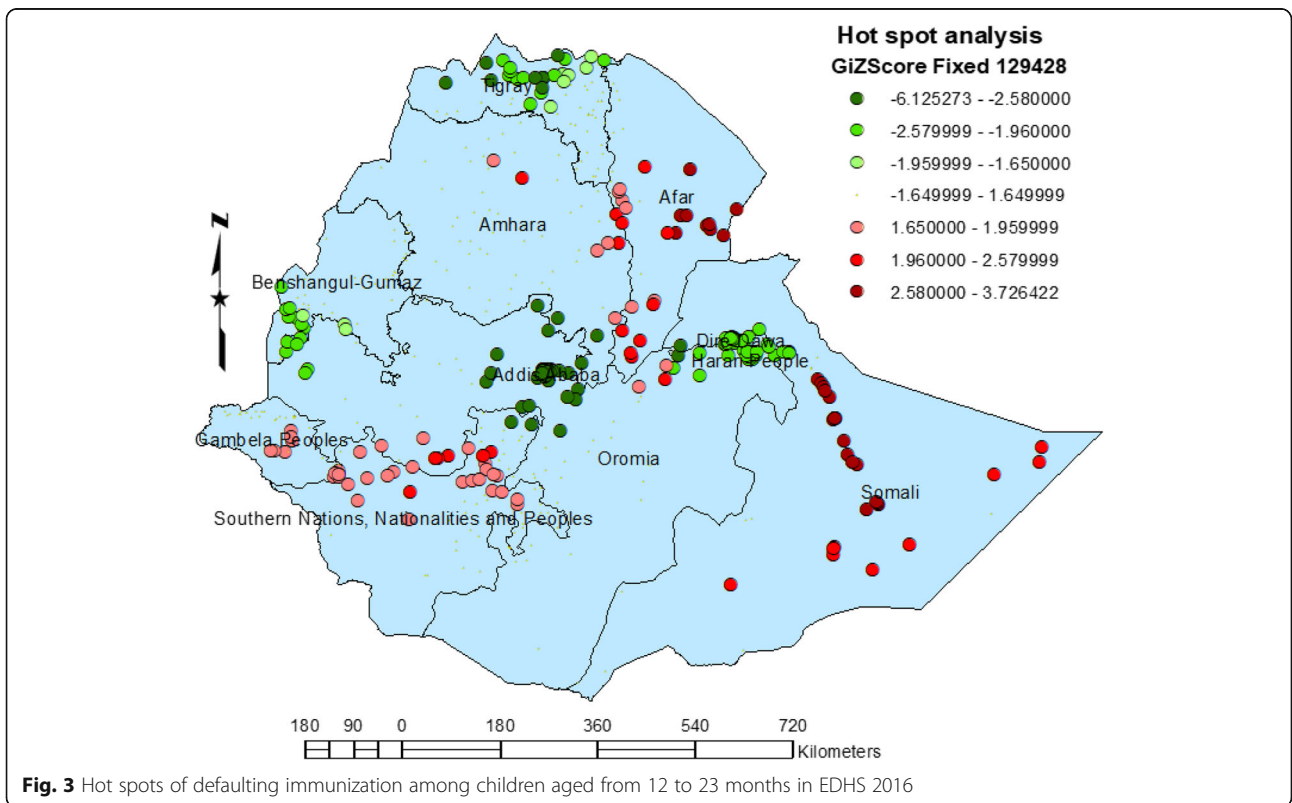 Hot spot analysis
GiZScore Fixed 129428
-6.125273 - -2.580000
-2.579999 - -1.960000
-1.959999 - -1.650000
-1.649999 - 1.649999
1.650000 - 1.959999
1.960000 - 2.579999
2.580000 - 3.726422
Tigray
Afar
Amhara
N
Benshangul-Gumaz
Dire Dawa
Harari People
Addis Ababa
Gambela Peoples
Oromia
Somali
Southern Nations, Nationalities and Peoples
180 90 0 180 360 540 720
Kilometers
Fig. 3 Hot spots of defaulting immunization among children aged from 12 to 23 months in EDHS 2016